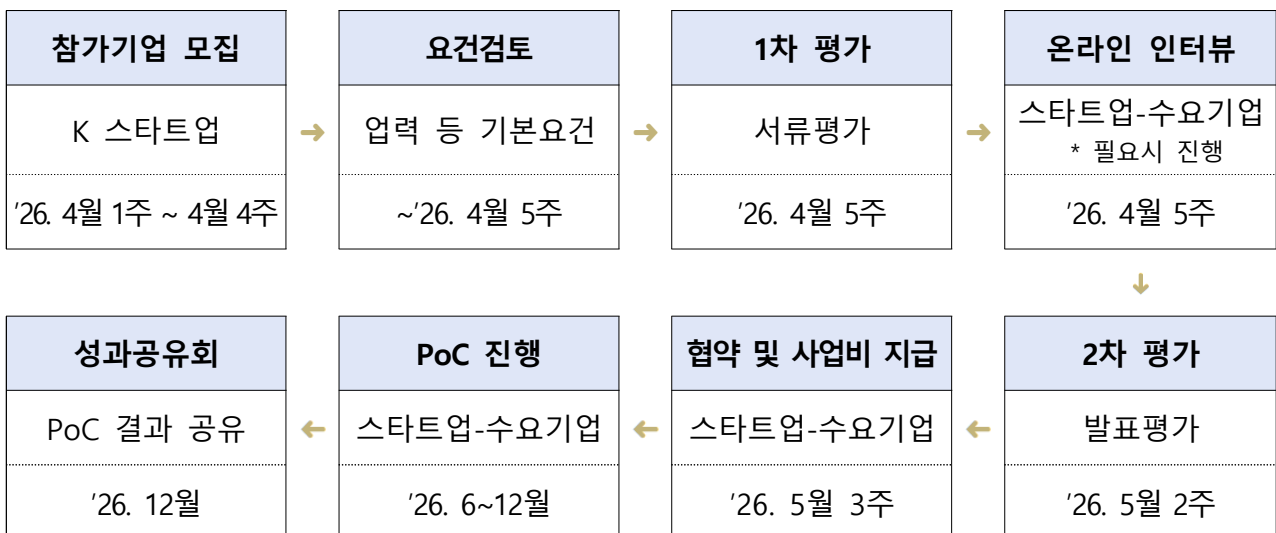 참가기업 모집
K 스타트업
'26. 4월 1주 ~ 4월 4주
➜
요건검토
업력 등 기본요건
~'26. 4월 5주
➜
1차 평가
서류평가
'26. 4월 5주
➜
온라인 인터뷰
스타트업-수요기업
* 필요시 진행
'26. 4월 5주
➜
2차 평가
발표평가
'26. 5월 2주
➜
협약 및 사업비 지급
스타트업-수요기업
'26. 5월 3주
➜
PoC 진행
스타트업-수요기업
'26. 6~12월
➜
성과공유회
PoC 결과 공유
'26. 12월